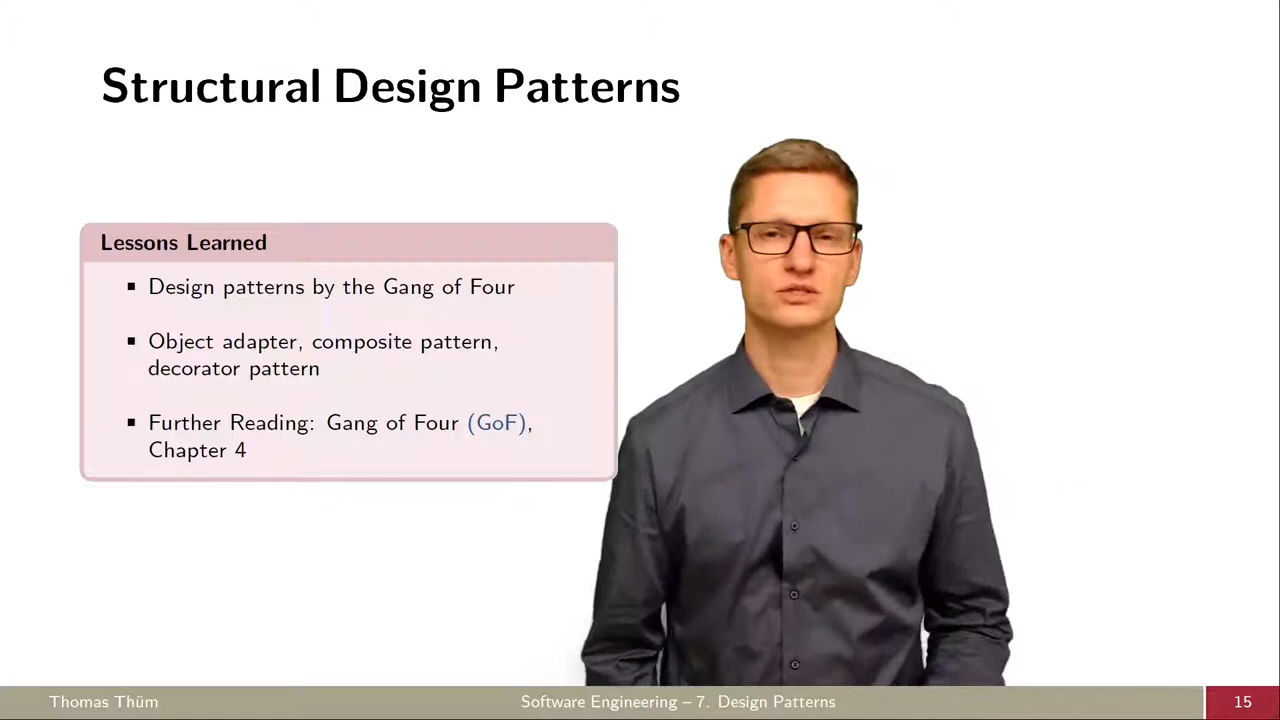 Structural Design Patterns
Lessons Learned
▪ Design patterns by the Gang of Four
▪ Object adapter, composite pattern,
decorator pattern
▪ Further Reading: Gang of Four (GoF),
Chapter 4
Thomas Thüm
Software Engineering – 7. Design Patterns
15